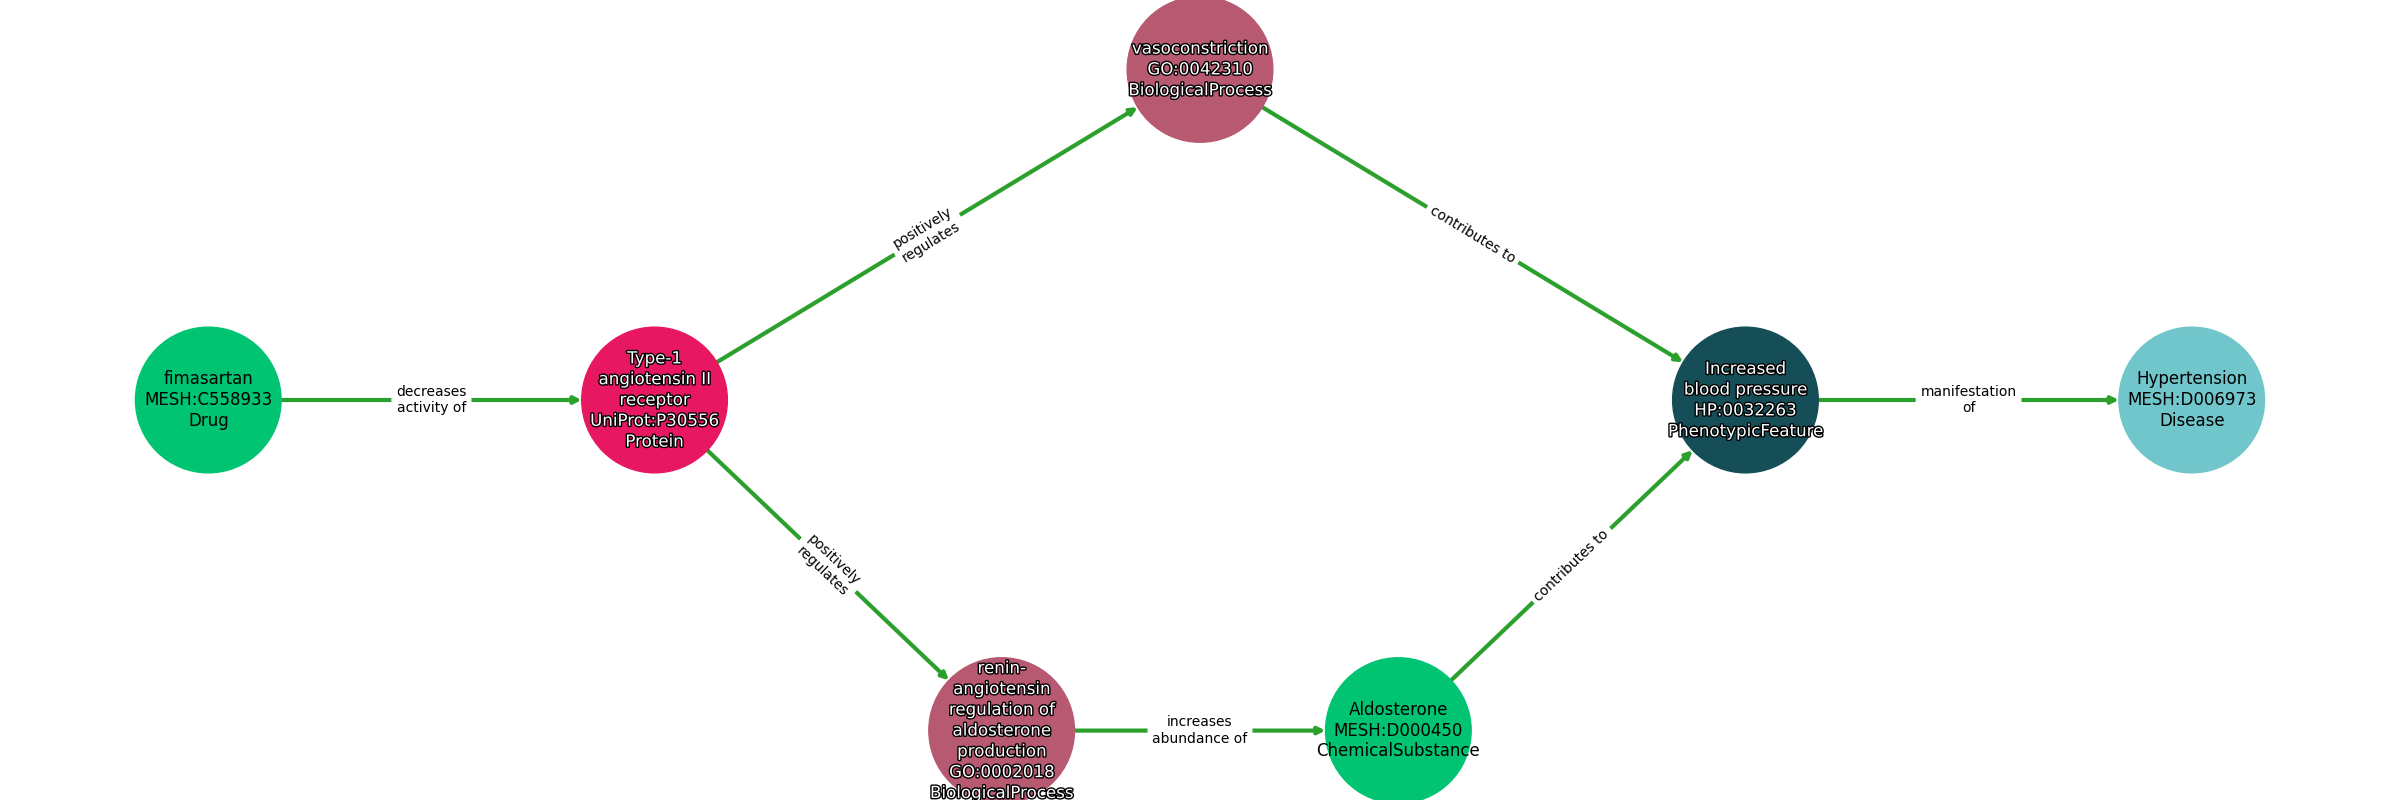 vasoconstriction
GO:0042310
BiologicalProcess
positively
regulates
contributes to
fimasartan
MESH:C558933
Drug
decreases
activity of
Type-1
angiotensin II
receptor
UniProt:P30556
Protein
Increased
blood pressure
HP:0032263
PhenotypicFeature
manifestation
of
Hypertension
MESH:D006973
Disease
positively
regulates
contributes to
renin-
angiotensin
regulation of
aldosterone
production
GO:0002018
BiologicalProcess
increases
abundance of
Aldosterone
MESH:D000450
ChemicalSubstance